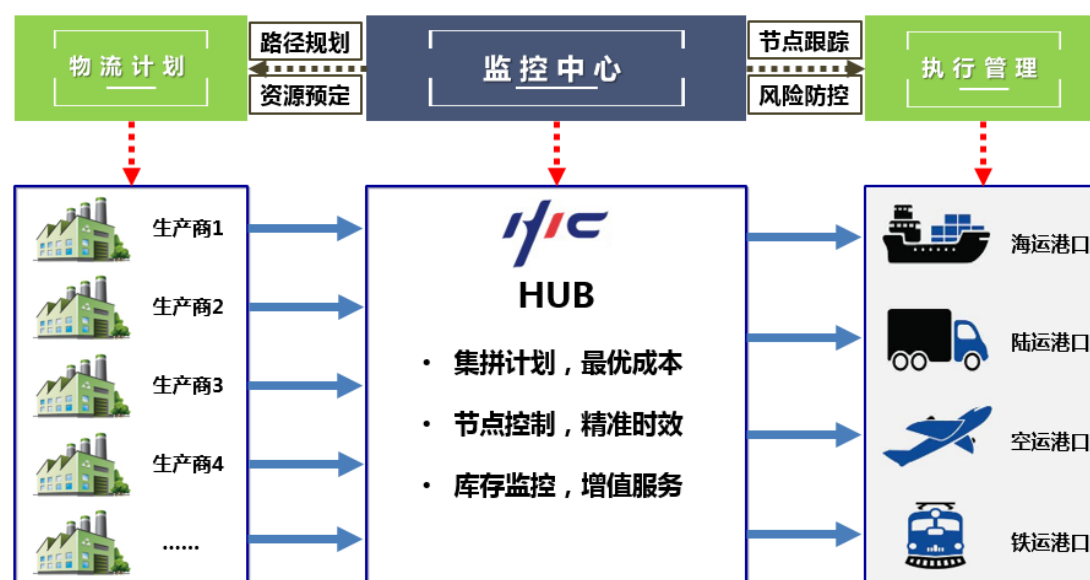 物流计划
路径规划
资源预定
监控中心
节点跟踪
风险防控
执行管理
生产商1
生产商2
生产商3
生产商4
……
HIC
HUB
• 集拼计划，最优成本
• 节点控制，精准时效
• 库存监控，增值服务
海运港口
陆运港口
空运港口
铁运港口